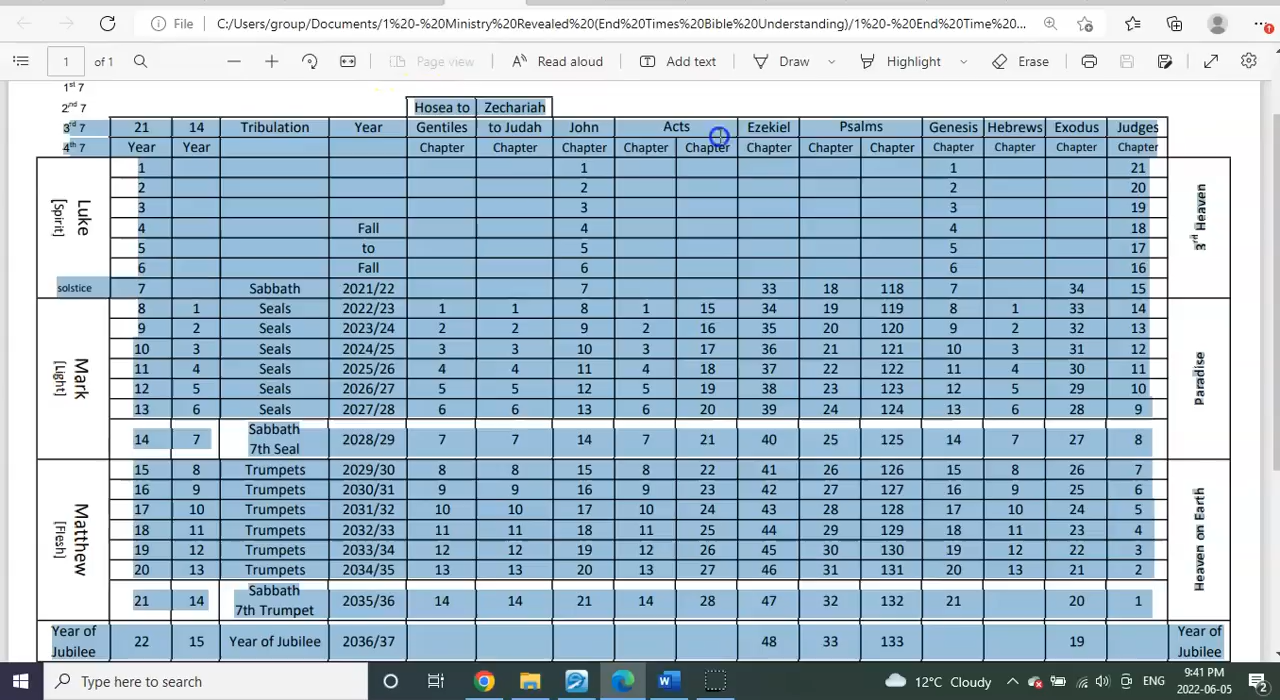 File C:/Users/group/Documents/1%20-%20Ministry%20Revealed%20(End%20Times%20Bible%20Understanding)/1%20-%20End%20Time%20...
1 of 1 Page view Read aloud Add text Draw Highlight Erase
1st 7
2nd 7 Hosea to Zechariah
3rd 7 21 14 Tribulation Year Gentiles to Judah John Acts Ezekiel Psalms Genesis Hebrews Exodus Judges
4th 7 Year Year Chapter Chapter Chapter Chapter Chapter Chapter Chapter Chapter Chapter Chapter Chapter Chapter
Luke
[Spirit]
1 1 1 21
2 2 2 20
3 3 3 19
4 Fall 4 4 18
5 to 5 5 17
6 Fall 6 6 16
solstice 7 Sabbath 2021/22 7 33 18 118 7 34 15
3rd Heaven
Mark
[Light]
8 1 Seals 2022/23 1 1 8 1 15 34 19 119 8 1 33 14
9 2 Seals 2023/24 2 2 9 2 16 35 20 120 9 2 32 13
10 3 Seals 2024/25 3 3 10 3 17 36 21 121 10 3 31 12
11 4 Seals 2025/26 4 4 11 4 18 37 22 122 11 4 30 11
12 5 Seals 2026/27 5 5 12 5 19 38 23 123 12 5 29 10
13 6 Seals 2027/28 6 6 13 6 20 39 24 124 13 6 28 9
Sabbath
14 7 7th Seal 2028/29 7 7 14 7 21 40 25 125 14 7 27 8
Paradise
Matthew
[Flesh]
15 8 Trumpets 2029/30 8 8 15 8 22 41 26 126 15 8 26 7
16 9 Trumpets 2030/31 9 9 16 9 23 42 27 127 16 9 25 6
17 10 Trumpets 2031/32 10 10 17 10 24 43 28 128 17 10 24 5
18 11 Trumpets 2032/33 11 11 18 11 25 44 29 129 18 11 23 4
19 12 Trumpets 2033/34 12 12 19 12 26 45 30 130 19 12 22 3
20 13 Trumpets 2034/35 13 13 20 13 27 46 31 131 20 13 21 2
Sabbath
21 14 7th Trumpet 2035/36 14 14 21 14 28 47 32 132 21 20 1
Heaven on Earth
Year of Jubilee 22 15 Year of Jubilee 2036/37 48 33 133 19 Year of Jubilee
Type here to search 12°C Cloudy ENG 9:41 PM
2022-06-05